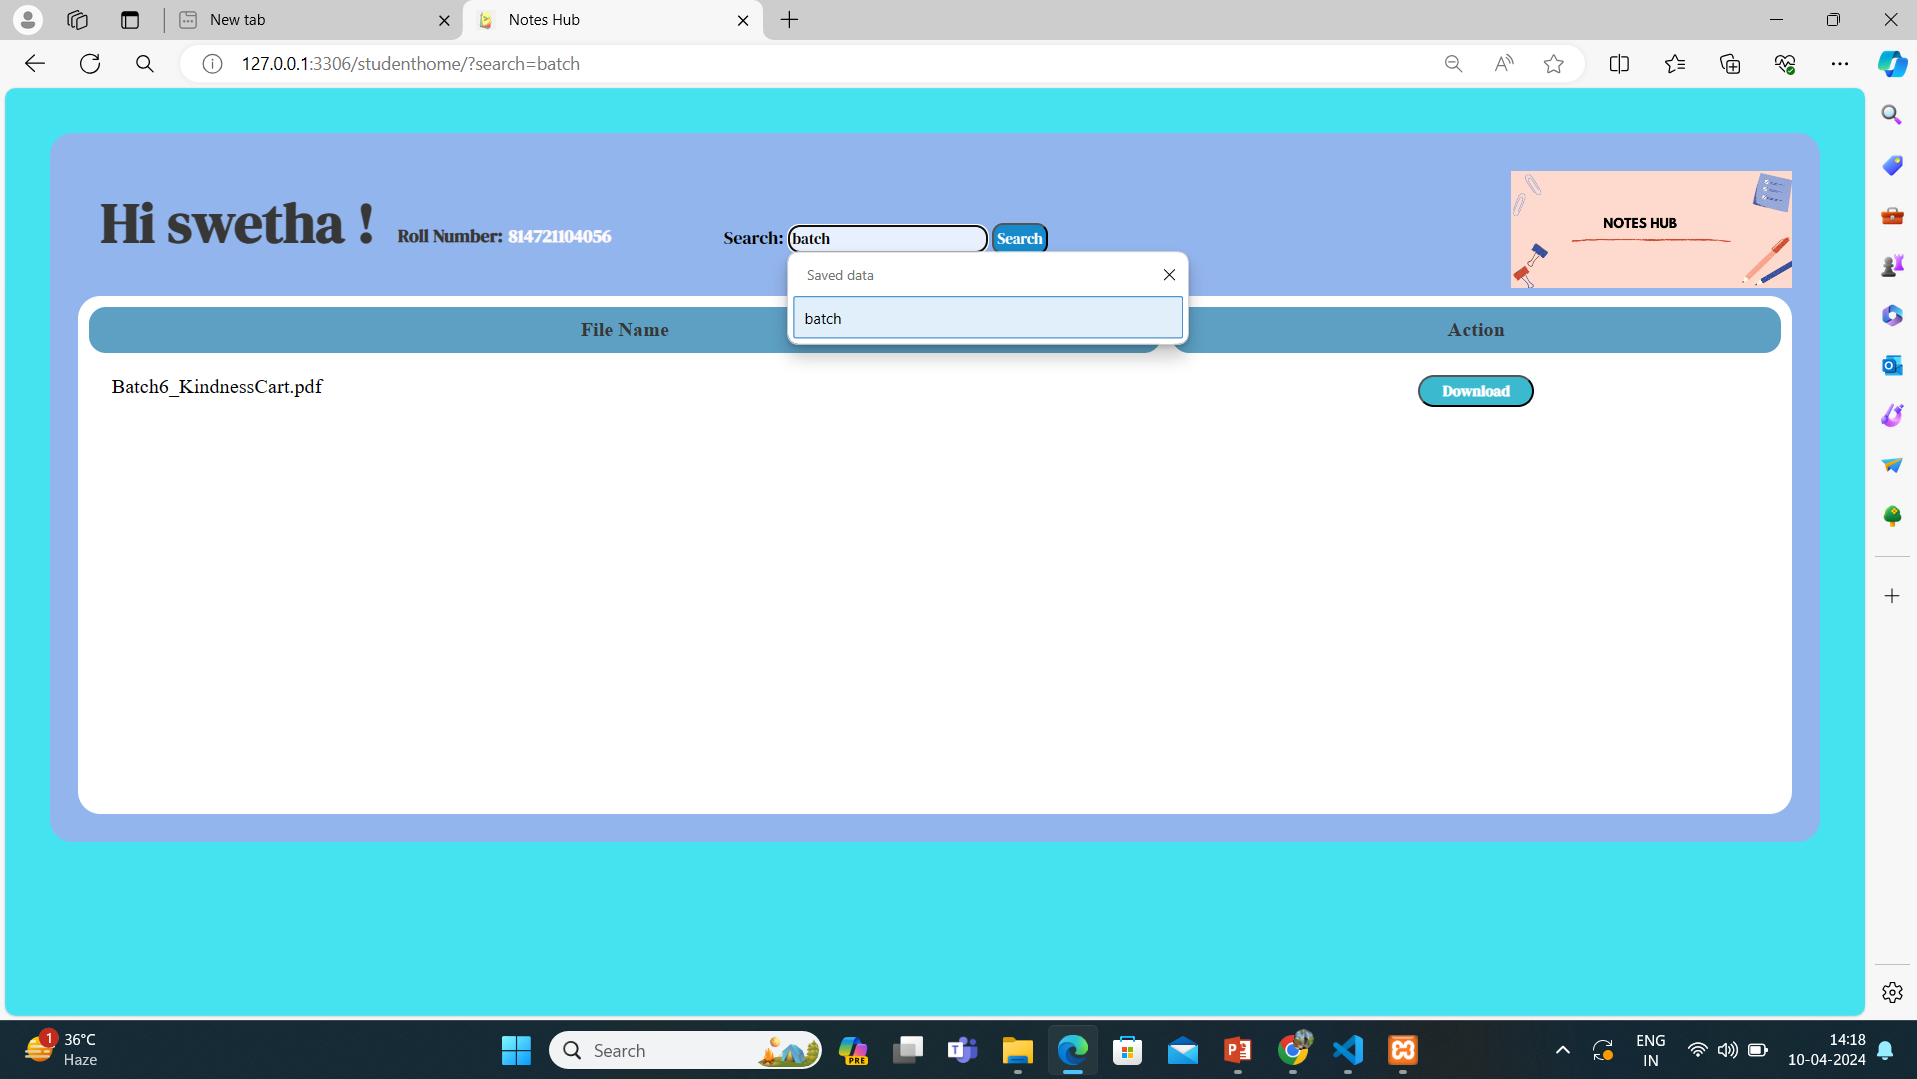 New tab
Notes Hub
127.0.0.1:3306/studenthome/?search=batch
Hi swetha !
Roll Number: 814721104056
Search: batch
Search
NOTES HUB
Saved data
batch
File Name
Action
Batch6_KindnessCart.pdf
Download
1
36°C
Haze
Search
PRE
ENG
IN
14:18
10-04-2024